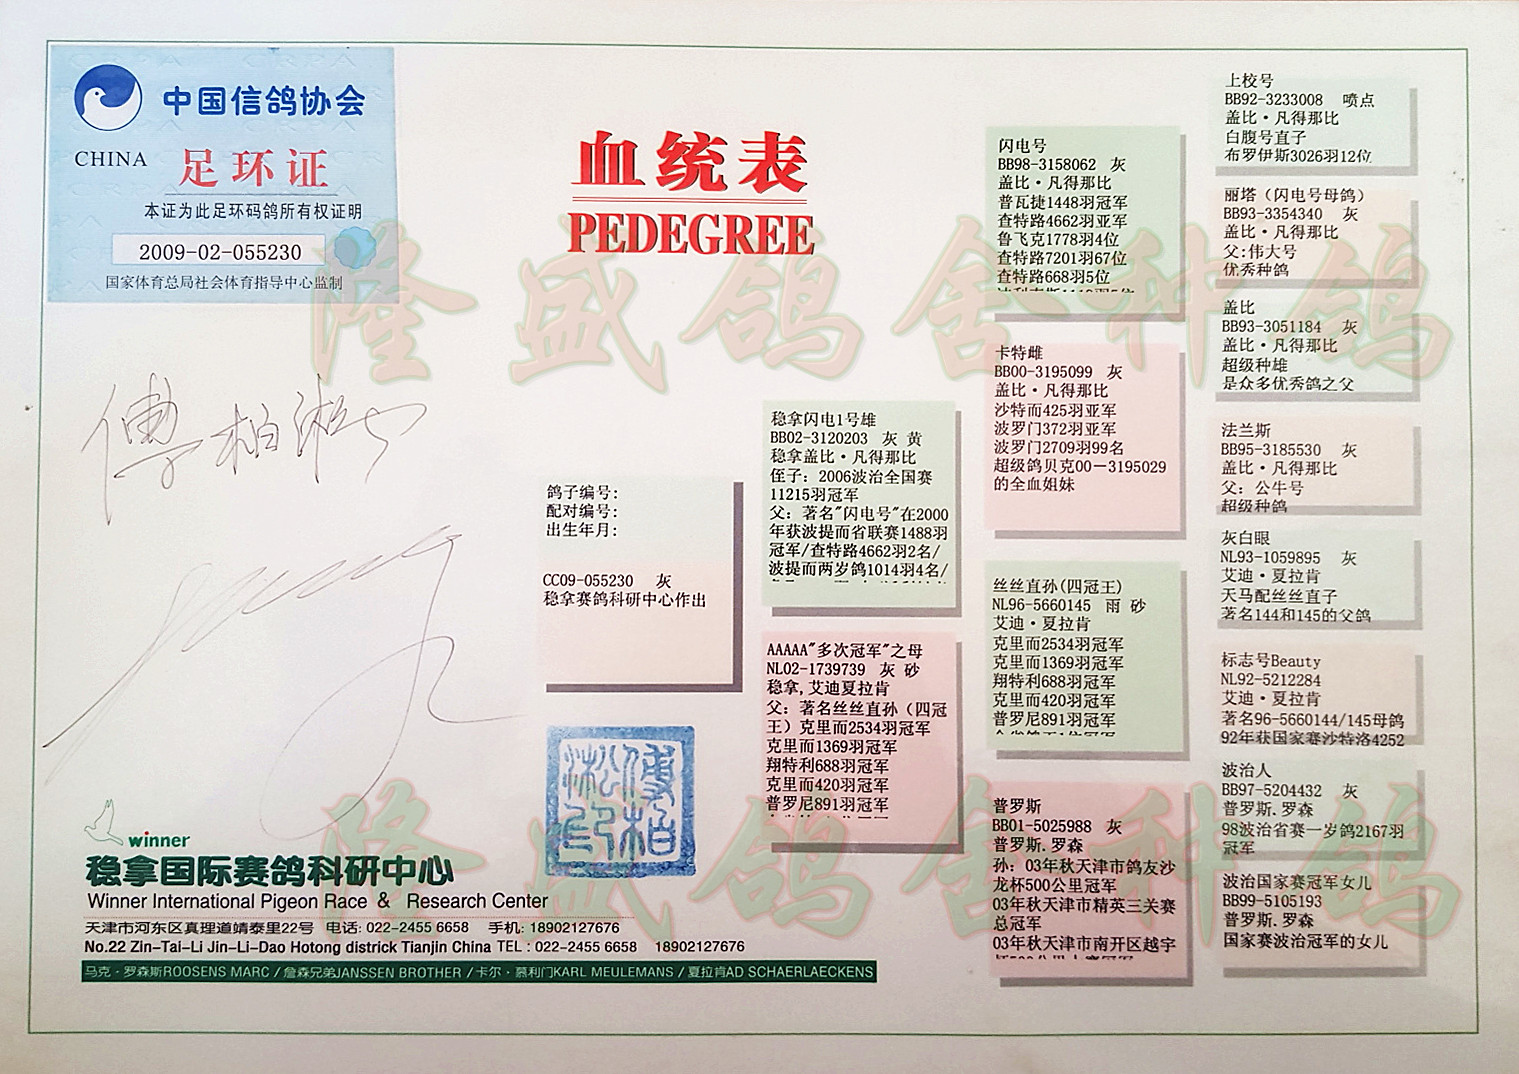 中国信鸽协会
CHINA 足环证
本证为此足环码鸽所有权证明
2009-02-055230
国家体育总局社会体育指导中心监制
血统表
PEDEGREE
隆盛鸽舍种鸽
鸽子编号:
配对编号:
出生年月:
CC09-055230 灰
稳拿赛鸽科研中心作出
稳拿闪电1号雄
BB02-3120203 灰 黄
稳拿盖比·凡得那比
侄子: 2006波治全国赛
11215羽冠军
父: 著名"闪电号"在2000
年获波提而省联赛1488羽
冠军/查特路4662羽2名/
波提而两岁鸽1014羽4名/
AAAAA"多次冠军"之母
NL02-1739739 灰 砂
稳拿,艾迪夏拉肯
父: 著名丝丝直孙（四冠
王）克里而2534羽冠军
克里而1369羽冠军
翔特利688羽冠军
克里而420羽冠军
普罗尼891羽冠军
闪电号
BB98-3158062 灰
盖比·凡得那比
普瓦捷1448羽冠军
查特路4662羽亚军
鲁飞克1778羽4位
查特路7201羽67位
查特路668羽5位
卡特雌
BB00-3195099 灰
盖比·凡得那比
沙特而425羽亚军
波罗门372羽亚军
波罗门2709羽99名
超级鸽贝克00－3195029
的全血姐妹
丝丝直孙(四冠王)
NL96-5660145 雨 砂
艾迪·夏拉肯
克里而2534羽冠军
克里而1369羽冠军
翔特利688羽冠军
克里而420羽冠军
普罗尼891羽冠军
普罗斯
BB01-5025988 灰
普罗斯.罗森
孙: 03年秋天津市鸽友沙
龙杯500公里冠军
03年秋天津市精英三关赛
总冠军
03年秋天津市南开区越宇
上校号
BB92-3233008 喷点
盖比·凡得那比
白腹号直子
布罗伊斯3026羽12位
丽塔（闪电号母鸽）
BB93-3354340 灰
盖比·凡得那比
父:伟大号
优秀种鸽
盖比
BB93-3051184 灰
盖比·凡得那比
超级种雄
是众多优秀鸽之父
法兰斯
BB95-3185530 灰
盖比·凡得那比
父: 公牛号
超级种鸽
灰白眼
NL93-1059895 灰
艾迪·夏拉肯
天马配丝丝直子
著名144和145的父鸽
标志号Beauty
NL92-5212284
艾迪·夏拉肯
著名96-5660144/145母鸽
92年获国家赛沙特洛4252
波治人
BB97-5204432 灰
普罗斯.罗森
98波治省赛一岁鸽2167羽
冠军
波治国家赛冠军女儿
BB99-5105193
普罗斯.罗森
国家赛波治冠军的女儿
隆盛鸽舍种鸽
winner
稳拿国际赛鸽科研中心
Winner International Pigeon Race & Research Center
天津市河东区真理道靖泰里22号 电话: 022-2455 6658 手机: 18902127676
No.22 Zin-Tai-Li Jin-Li-Dao Hotong districk Tianjin China TEL : 022-2455 6658 18902127676
马克·罗森斯ROOSENS MARC / 詹森兄弟JANSSEN BROTHER / 卡尔·慕利门KARL MEULEMANS / 夏拉肯AD SCHAERLAECKENS